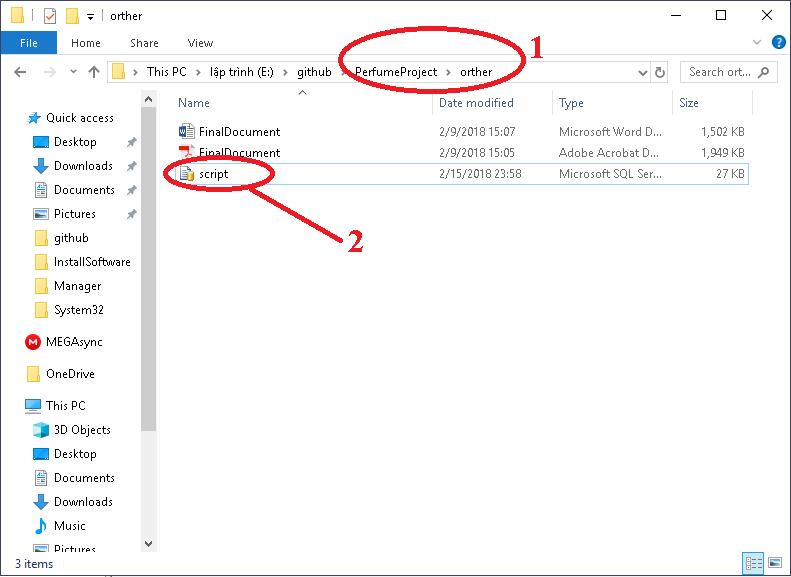 orther
File Home Share View
1
This PC lập trình (E:) github PerfumeProject orther
Search ort...
Name Date modified Type Size
Quick access
Desktop
Downloads
Documents
Pictures
github
InstallSoftware
Manager
System32
MEGAsync
OneDrive
This PC
3D Objects
Desktop
Documents
Downloads
Music
Pictures
FinalDocument 2/9/2018 15:07 Microsoft Word D... 1,502 KB
FinalDocument 2/9/2018 15:05 Adobe Acrobat D... 1,949 KB
script 2/15/2018 23:58 Microsoft SQL Ser... 27 KB
2
3 items